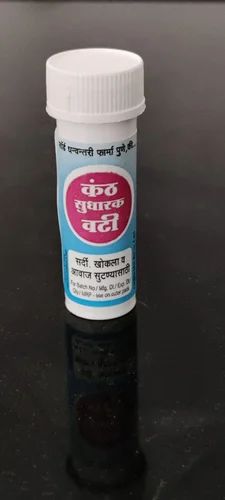 लॉर्ड धन्वन्तरी फार्मा पुणे, की...
कंठ
सुधारक
वटी
सर्दी, खोकला व
आवाज सुटण्यासाठी
For Batch No./ Mfg. Dt./ Exp. Dt/
Qty./ MRP - see on outer pack